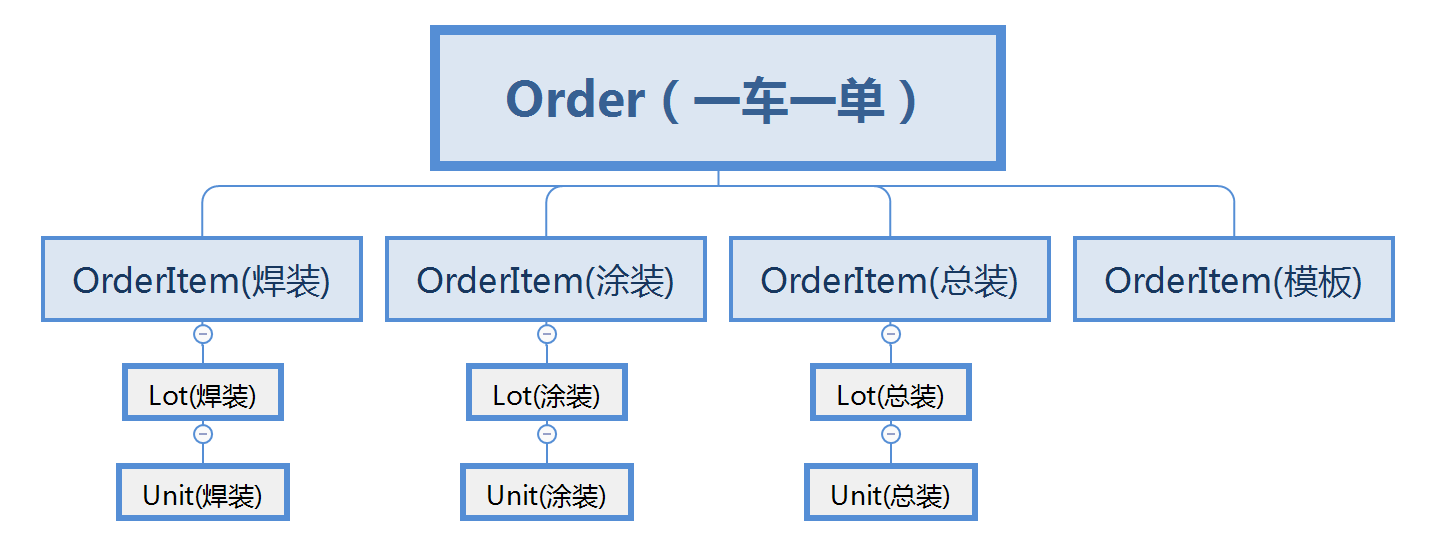 Order（一车一单）
OrderItem(焊装)
OrderItem(涂装)
OrderItem(总装)
OrderItem(模板)
Lot(焊装)
Lot(涂装)
Lot(总装)
Unit(焊装)
Unit(涂装)
Unit(总装)